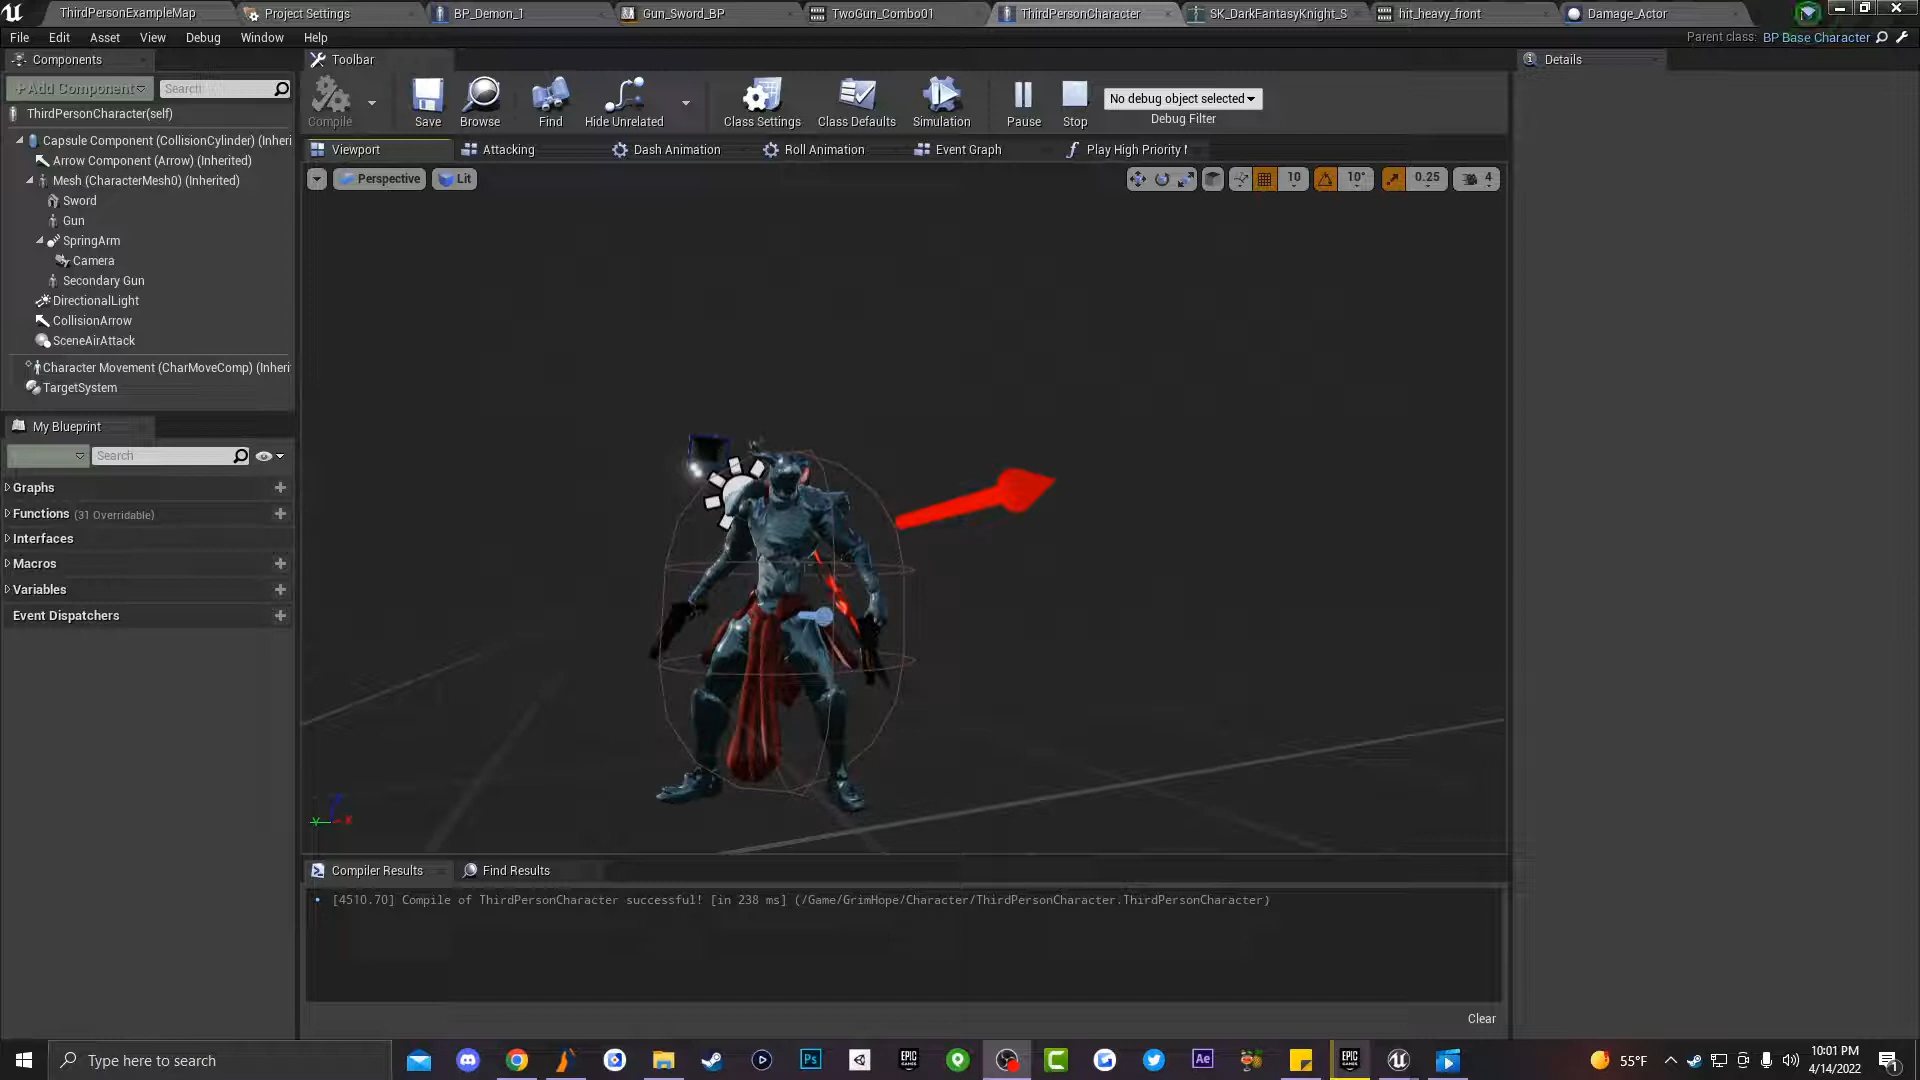 ThirdPersonExampleMap
Project Settings
BP_Demon_1
Gun_Sword_BP
TwoGun_Combo01
ThirdPersonCharacter
SK_DarkFantasyKnight_S
hit_heavy_front
Damage_Actor
File Edit Asset View Debug Window Help
Parent class: BP Base Character
Components
Toolbar
Details
+Add Component
Search
Compile
Save
Browse
Find
Hide Unrelated
Class Settings
Class Defaults
Simulation
Pause
Stop
No debug object selected
Debug Filter
ThirdPersonCharacter(self)
Capsule Component (CollisionCylinder) (Inheri
Arrow Component (Arrow) (Inherited)
Mesh (CharacterMesh0) (Inherited)
Sword
Gun
SpringArm
Camera
Secondary Gun
DirectionalLight
CollisionArrow
SceneAirAttack
Character Movement (CharMoveComp) (Inheri
TargetSystem
Viewport
Attacking
Dash Animation
Roll Animation
Event Graph
Play High Priority
Perspective
Lit
10
10°
0.25
4
My Blueprint
Search
Graphs
Functions (31 Overridable)
Interfaces
Macros
Variables
Event Dispatchers
Z
Y
X
Compiler Results
Find Results
[4510.70] Compile of ThirdPersonCharacter successful! [in 238 ms] (/Game/GrimHope/Character/ThirdPersonCharacter.ThirdPersonCharacter)
Clear
Type here to search
Ps
EPIC GAMES
Ae
EPIC GAMES
55°F
10:01 PM
4/14/2022
1